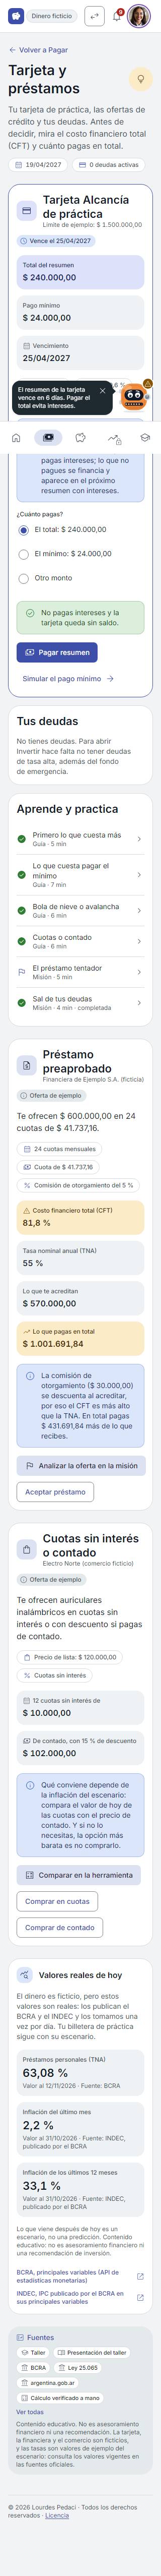 Dinero ficticio
9
Volver a Pagar
Tarjeta y
préstamos
Tu tarjeta de práctica, las ofertas de
crédito y tus deudas. Antes de
decidir, mira el costo financiero total
(CFT) y cuánto pagas en total.
19/04/2027
0 deudas activas
Tarjeta Alcancía
de práctica
Límite de ejemplo: $ 1.500.000,00
Vence el 25/04/2027
Total del resumen
$ 240.000,00
Pago mínimo
$ 24.000,00
Vencimiento
25/04/2027
El resumen de la tarjeta
vence en 6 días. Pagar el
total evita intereses.
pagas intereses; lo que no
pagues se financia y
aparece en el próximo
resumen con intereses.
¿Cuánto pagas?
El total: $ 240.000,00
El mínimo: $ 24.000,00
Otro monto
No pagas intereses y la
tarjeta queda sin saldo.
Pagar resumen
Simular el pago mínimo
Tus deudas
No tienes deudas. Para abrir
Invertir hace falta no tener deudas
de tasa alta, además del fondo
de emergencia.
Aprende y practica
Primero lo que cuesta más
Guía · 5 min
Lo que cuesta pagar el
mínimo
Guía · 7 min
Bola de nieve o avalancha
Guía · 6 min
Cuotas o contado
Guía · 6 min
El préstamo tentador
Misión · 5 min
Sal de tus deudas
Misión · 4 min · completada
Préstamo
preaprobado
Financiera de Ejemplo S.A. (ficticia)
Oferta de ejemplo
Te ofrecen $ 600.000,00 en 24
cuotas de $ 41.737,16.
24 cuotas mensuales
Cuota de $ 41.737,16
Comisión de otorgamiento del 5 %
Costo financiero total (CFT)
81,8 %
Tasa nominal anual (TNA)
55 %
Lo que te acreditan
$ 570.000,00
Lo que pagas en total
$ 1.001.691,84
La comisión de
otorgamiento ($ 30.000,00)
se descuenta al acreditar,
por eso el CFT es más alto
que la TNA. En total pagas
$ 431.691,84 más de lo que
recibes.
Analizar la oferta en la misión
Aceptar préstamo
Cuotas sin interés
o contado
Electro Norte (comercio ficticio)
Oferta de ejemplo
Te ofrecen auriculares
inalámbricos en cuotas sin
interés o con descuento si pagas
de contado.
Precio de lista: $ 120.000,00
Cuotas sin interés
12 cuotas sin interés de
$ 10.000,00
De contado, con 15 % de descuento
$ 102.000,00
Qué conviene depende de
la inflación del escenario:
compara el valor de hoy de
las cuotas con el precio de
contado. Y si no lo
necesitas, la opción más
barata es no comprarlo.
Comparar en la herramienta
Comprar en cuotas
Comprar de contado
Valores reales de hoy
El dinero es ficticio, pero estos
valores son reales: los publican el
BCRA y el INDEC y los tomamos una
vez por día. Tu billetera de práctica
sigue con su escenario.
Préstamos personales (TNA)
63,08 %
Valor al 12/11/2026 · Fuente: BCRA
Inflación del último mes
2,2 %
Valor al 31/10/2026 · Fuente: INDEC,
publicado por el BCRA
Inflación de los últimos 12 meses
33,1 %
Valor al 31/10/2026 · Fuente: INDEC,
publicado por el BCRA
Lo que viene después de hoy es un
escenario, no una predicción. Contenido
educativo: no es asesoramiento financiero ni
una recomendación de inversión.
BCRA, principales variables (API de
estadísticas monetarias)
INDEC, IPC publicado por el BCRA en
sus principales variables
Fuentes
Taller
Presentación del taller
BCRA
Ley 25.065
argentina.gob.ar
Cálculo verificado a mano
Ver todas
Contenido educativo. No es asesoramiento
financiero ni una recomendación. La tarjeta,
la financiera y el comercio son ficticios,
y las tasas son valores de ejemplo del
escenario: consulta los valores vigentes en
las fuentes oficiales.
© 2026 Lourdes Pedaci · Todos los derechos
reservados · Licencia